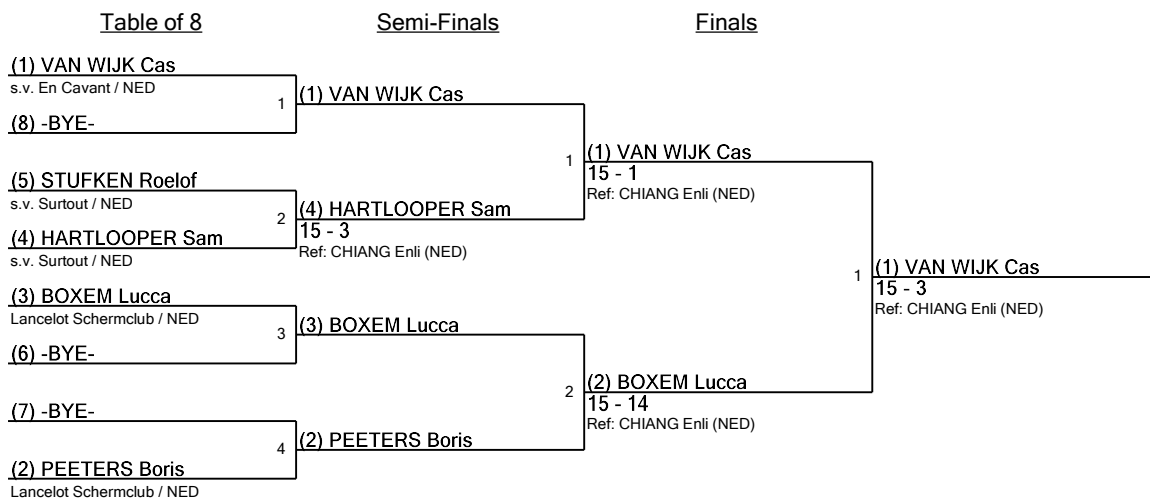 Table of 8
Semi-Finals
Finals
(1) VAN WIJK Cas
s.v. En Cavant / NED
(8) -BYE-
1
(1) VAN WIJK Cas
(5) STUFKEN Roelof
s.v. Surtout / NED
(4) HARTLOOPER Sam
s.v. Surtout / NED
2
(4) HARTLOOPER Sam
15 - 3
Ref: CHIANG Enli (NED)
1
(1) VAN WIJK Cas
15 - 1
Ref: CHIANG Enli (NED)
(3) BOXEM Lucca
Lancelot Schermclub / NED
(6) -BYE-
3
(3) BOXEM Lucca
(7) -BYE-
(2) PEETERS Boris
Lancelot Schermclub / NED
4
(2) PEETERS Boris
2
(2) BOXEM Lucca
15 - 14
Ref: CHIANG Enli (NED)
1
(1) VAN WIJK Cas
15 - 3
Ref: CHIANG Enli (NED)